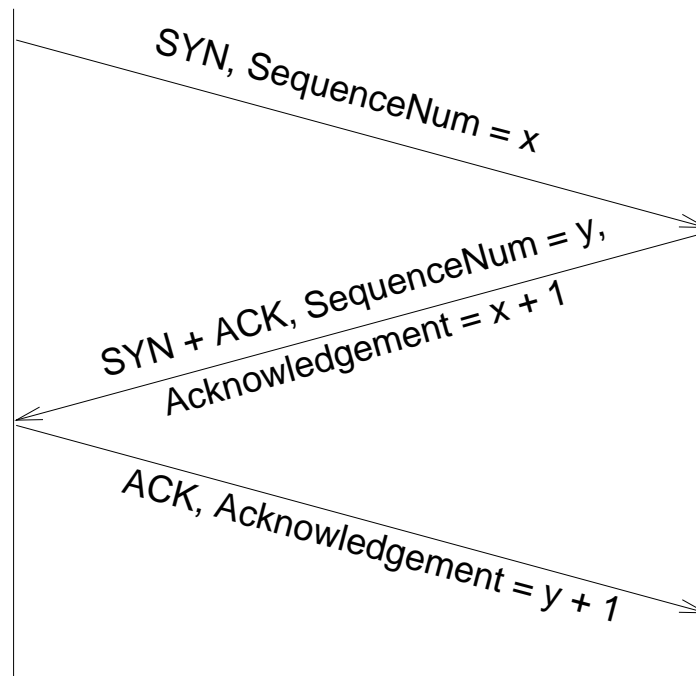 SYN, SequenceNum = x
SYN + ACK, SequenceNum = y,
Acknowledgement = x + 1
ACK, Acknowledgement = y + 1